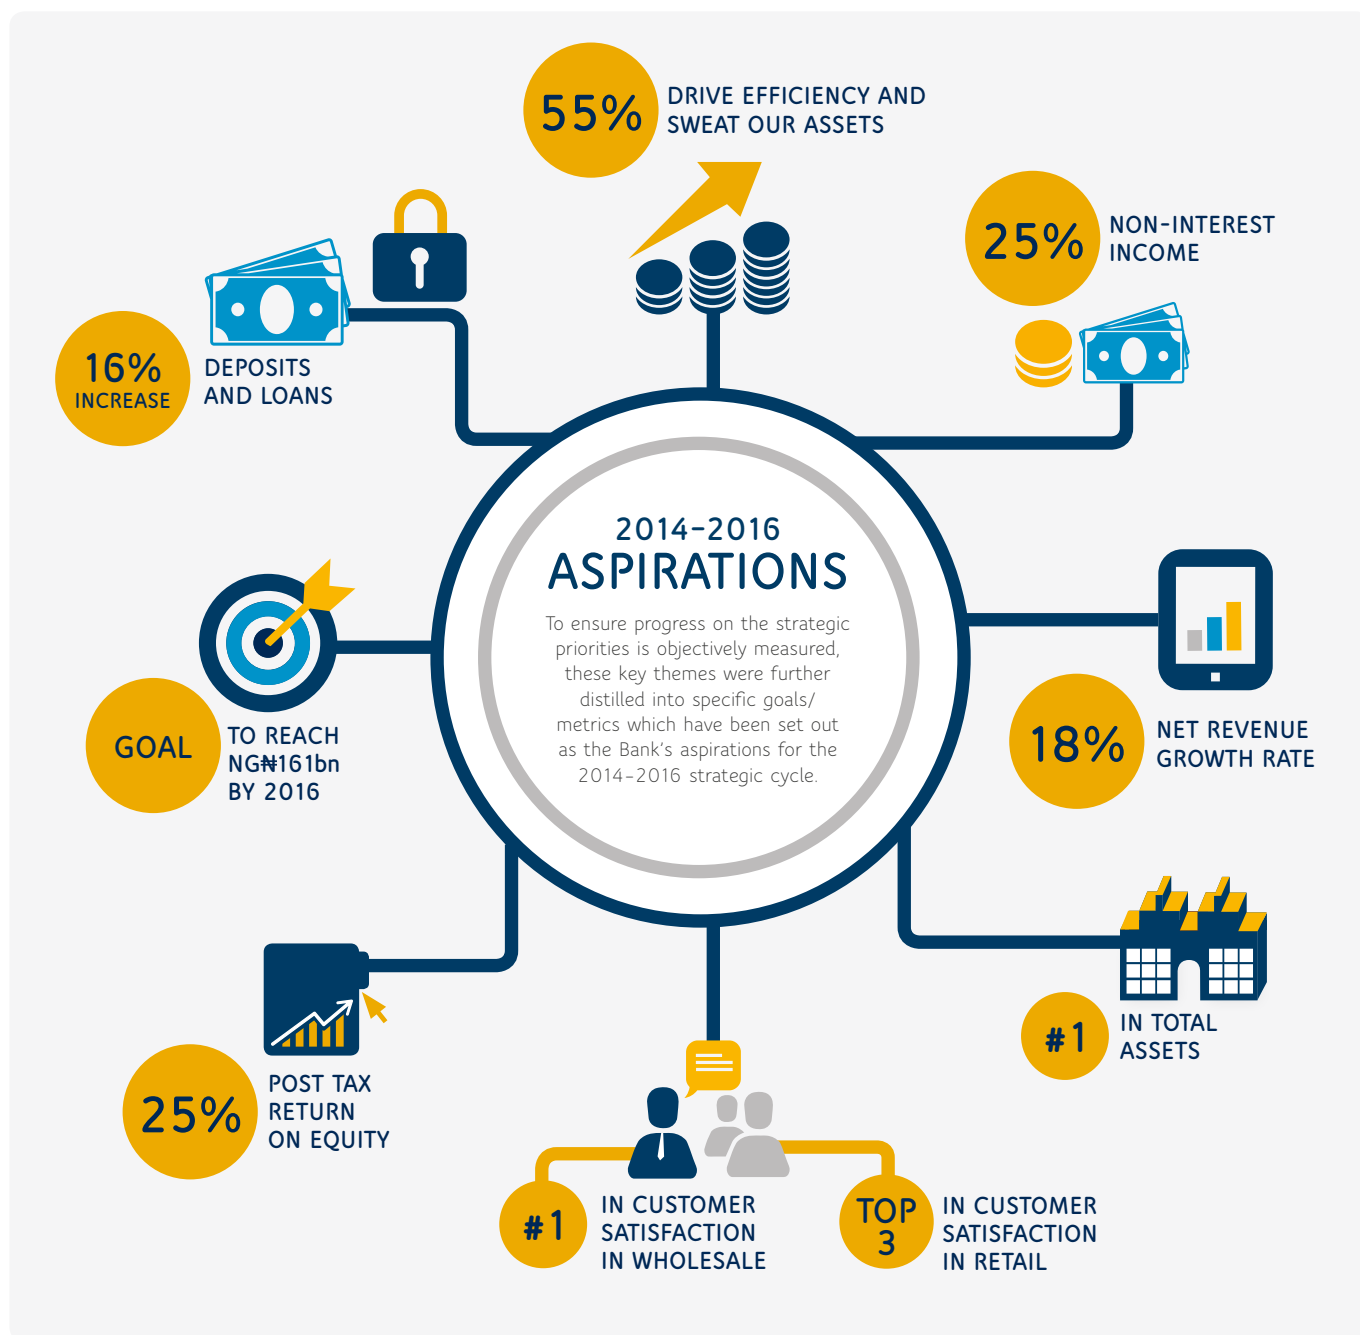 55%
DRIVE EFFICIENCY AND
SWEAT OUR ASSETS
25%
NON-INTEREST
INCOME
16%
INCREASE
DEPOSITS
AND LOANS
2014-2016
ASPIRATIONS
To ensure progress on the strategic
priorities is objectively measured,
these key themes were further
distilled into specific goals/
metrics which have been set out
as the Bank's aspirations for the
2014-2016 strategic cycle.
GOAL
TO REACH
NG₦161bn
BY 2016
18%
NET REVENUE
GROWTH RATE
#1
IN TOTAL
ASSETS
25%
POST TAX
RETURN
ON EQUITY
#1
IN CUSTOMER
SATISFACTION
IN WHOLESALE
TOP
3
IN CUSTOMER
SATISFACTION
IN RETAIL